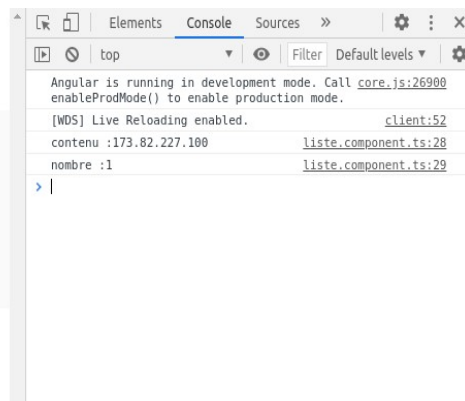 Elements Console Sources »
top Filter Default levels
Angular is running in development mode. Call core.js:26900
enableProdMode() to enable production mode.
[WDS] Live Reloading enabled. client:52
contenu :173.82.227.100 liste.component.ts:28
nombre :1 liste.component.ts:29